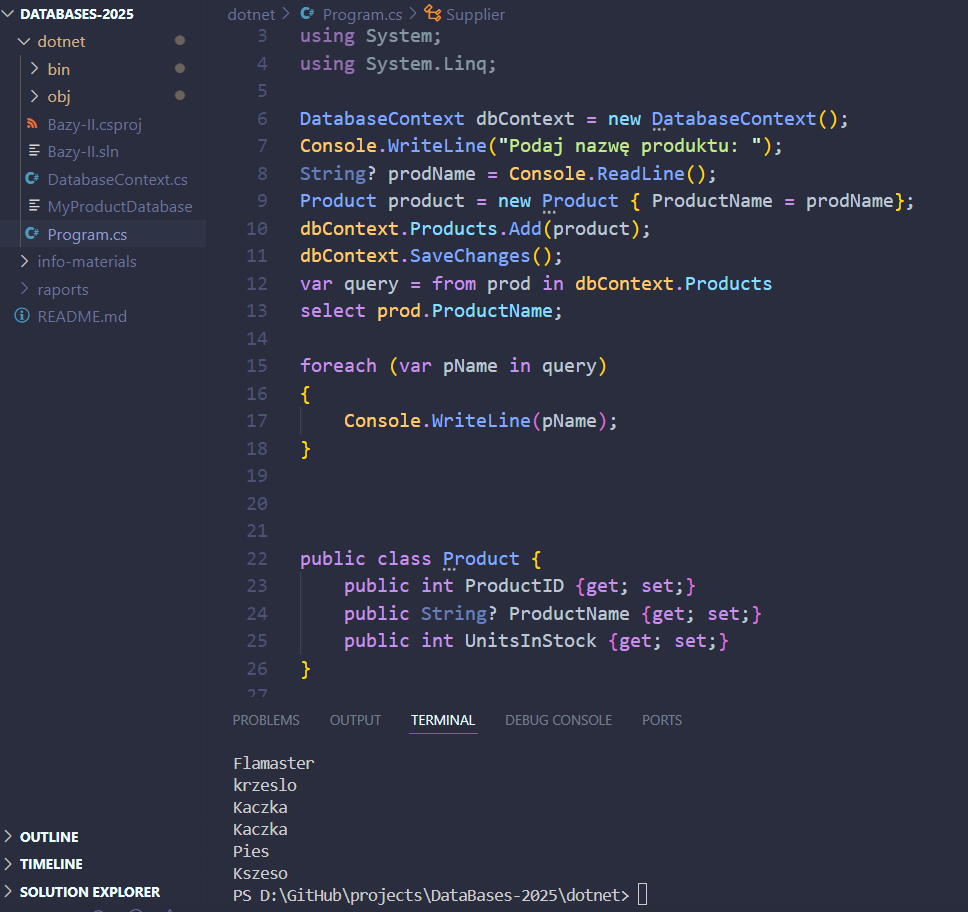 DATABASES-2025
dotnet
bin
obj
Bazy-II.csproj
Bazy-II.sln
DatabaseContext.cs
MyProductDatabase
Program.cs
info-materials
raports
README.md
OUTLINE
TIMELINE
SOLUTION EXPLORER
dotnet > C# Program.cs > Supplier
3 using System;
4 using System.Linq;
5
6 DatabaseContext dbContext = new DatabaseContext();
7 Console.WriteLine("Podaj nazwę produktu: ");
8 String? prodName = Console.ReadLine();
9 Product product = new Product { ProductName = prodName};
10 dbContext.Products.Add(product);
11 dbContext.SaveChanges();
12 var query = from prod in dbContext.Products
13 select prod.ProductName;
14
15 foreach (var pName in query)
16 {
17     Console.WriteLine(pName);
18 }
19
20
21
22 public class Product {
23     public int ProductID {get; set;}
24     public String? ProductName {get; set;}
25     public int UnitsInStock {get; set;}
26 }
27
PROBLEMS OUTPUT TERMINAL DEBUG CONSOLE PORTS
Flamaster
krzeslo
Kaczka
Kaczka
Pies
Kszeso
PS D:\GitHub\projects\DataBases-2025\dotnet>